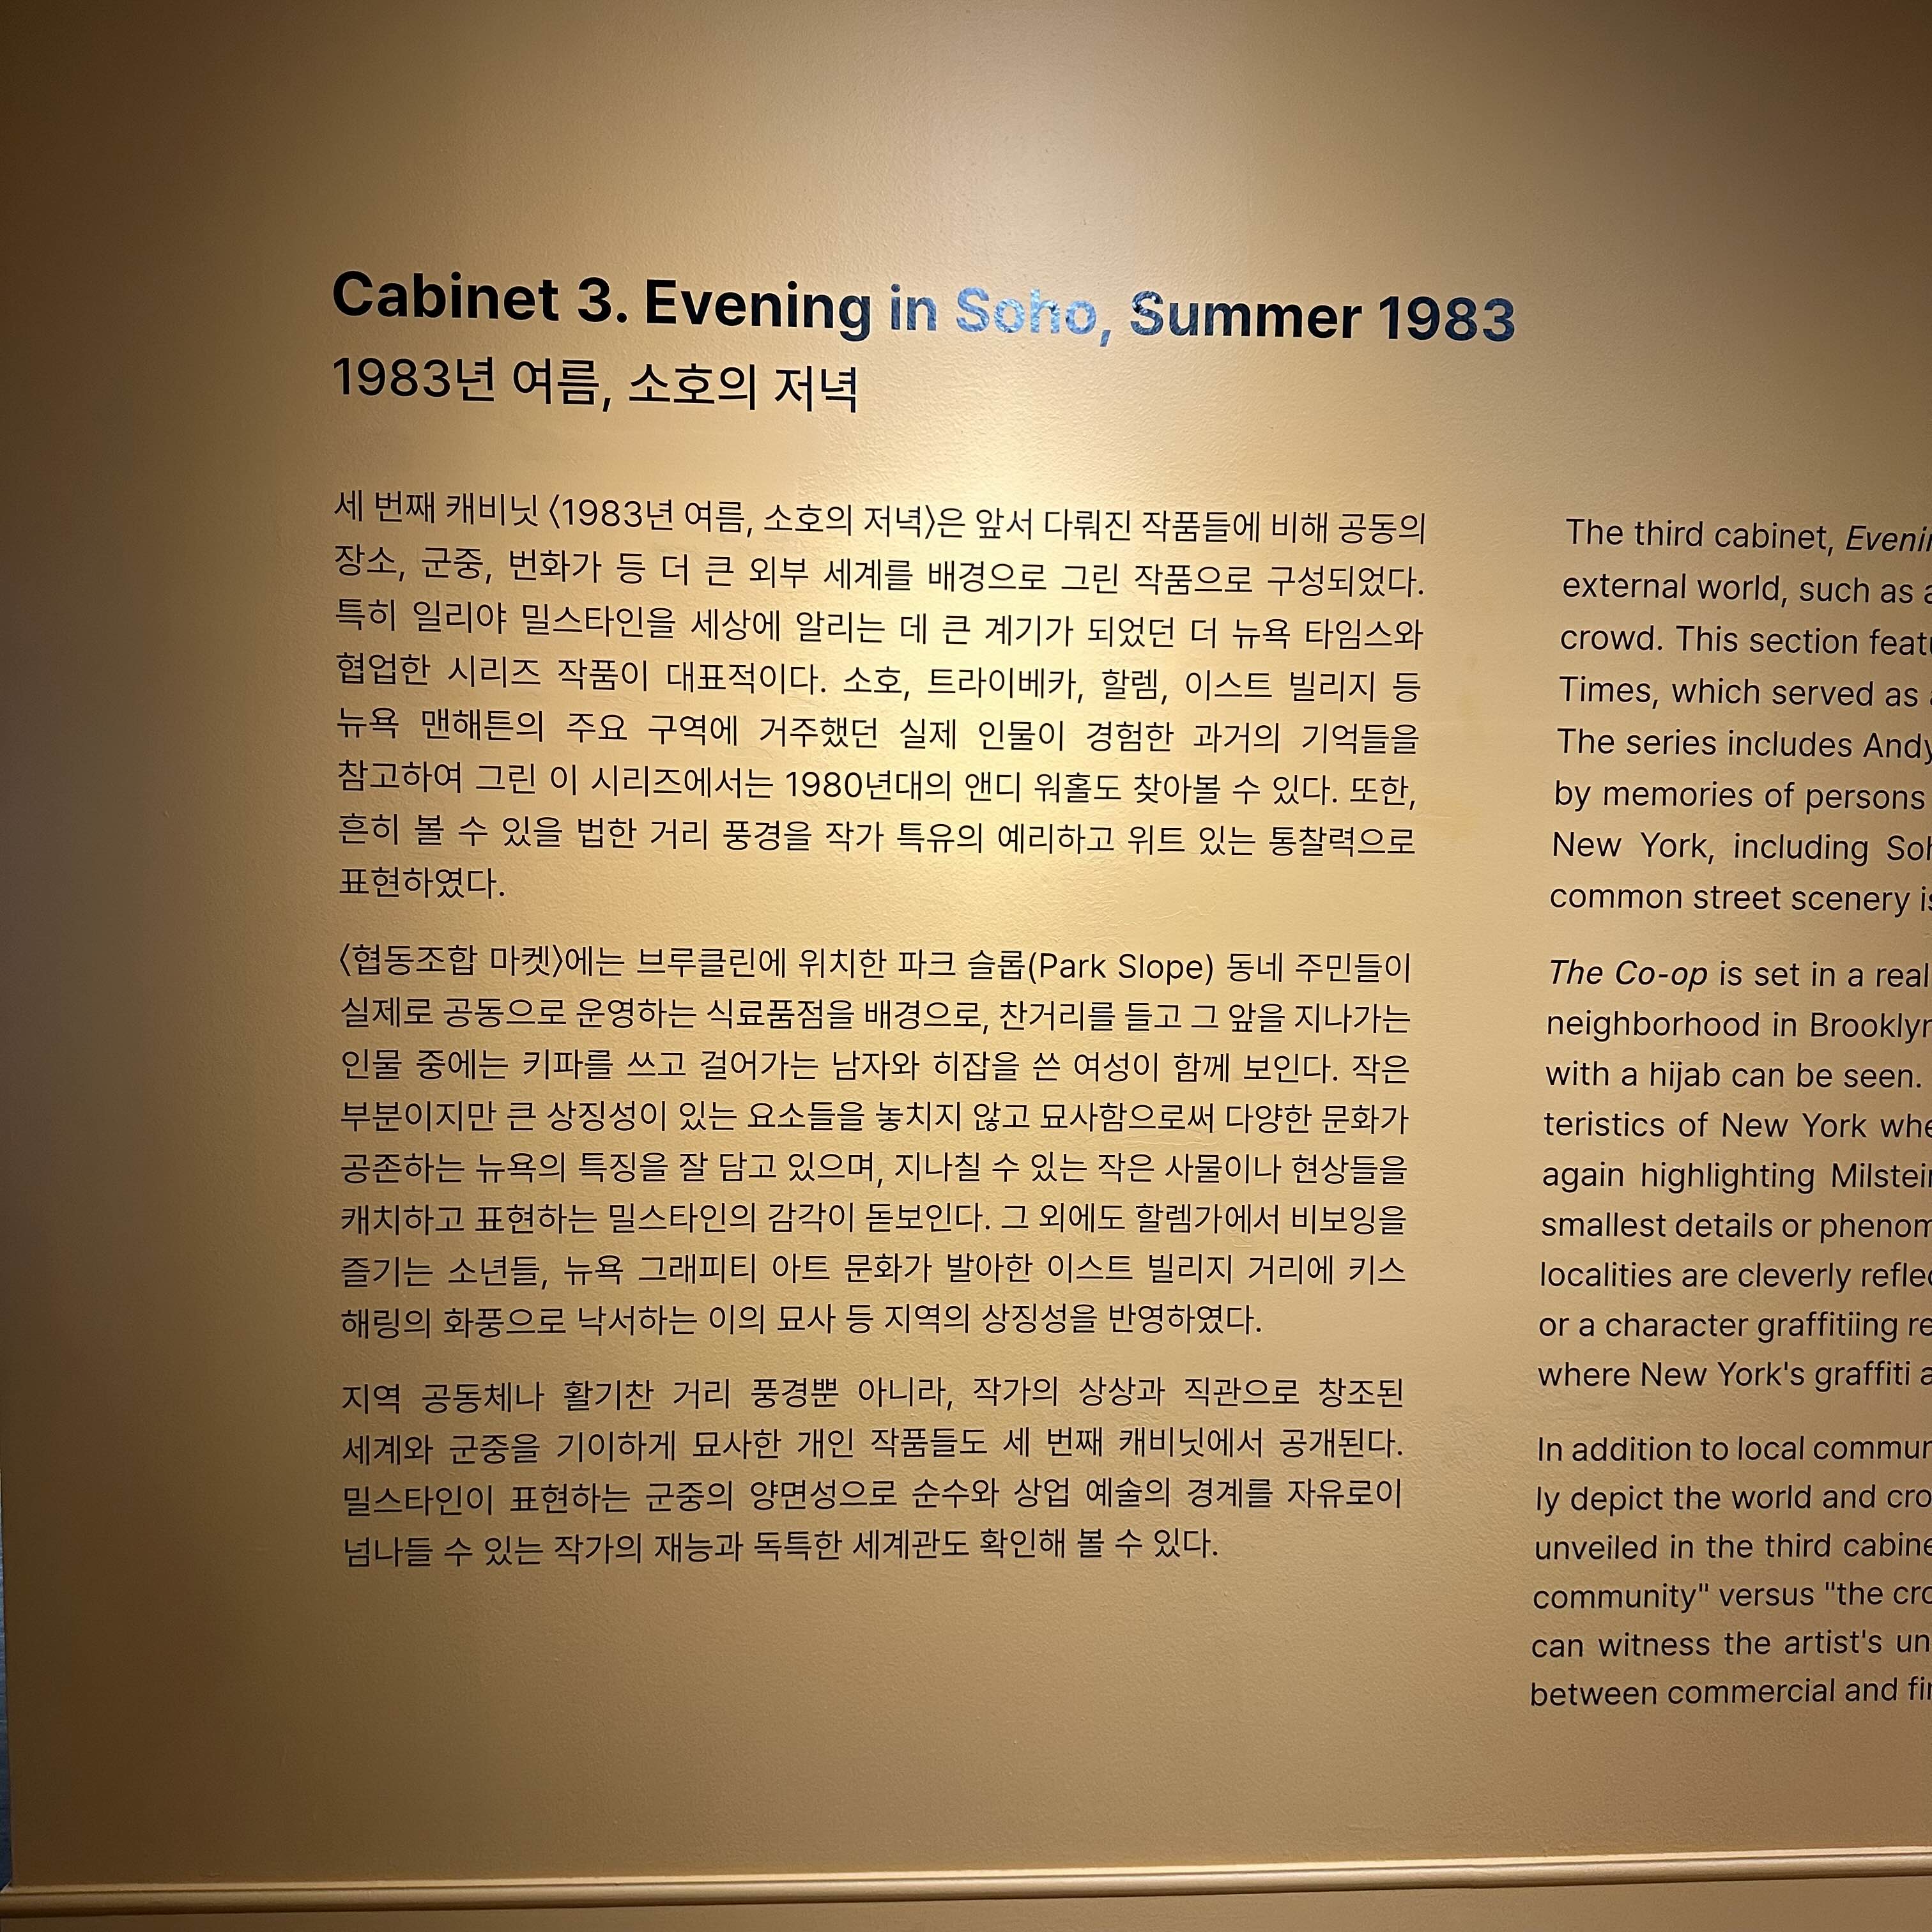 Cabinet 3. Evening in Soho, Summer 1983
1983년 여름, 소호의 저녁
세 번째 캐비닛 〈1983년 여름, 소호의 저녁〉은 앞서 다뤄진 작품들에 비해 공동의
장소, 군중, 번화가 등 더 큰 외부 세계를 배경으로 그린 작품으로 구성되었다.
특히 일리야 밀스타인을 세상에 알리는 데 큰 계기가 되었던 더 뉴욕 타임스와
협업한 시리즈 작품이 대표적이다. 소호, 트라이베카, 할렘, 이스트 빌리지 등
뉴욕 맨해튼의 주요 구역에 거주했던 실제 인물이 경험한 과거의 기억들을
참고하여 그린 이 시리즈에서는 1980년대의 앤디 워홀도 찾아볼 수 있다. 또한,
흔히 볼 수 있을 법한 거리 풍경을 작가 특유의 예리하고 위트 있는 통찰력으로
표현하였다.
〈협동조합 마켓〉에는 브루클린에 위치한 파크 슬롭(Park Slope) 동네 주민들이
실제로 공동으로 운영하는 식료품점을 배경으로, 찬거리를 들고 그 앞을 지나가는
인물 중에는 키파를 쓰고 걸어가는 남자와 히잡을 쓴 여성이 함께 보인다. 작은
부분이지만 큰 상징성이 있는 요소들을 놓치지 않고 묘사함으로써 다양한 문화가
공존하는 뉴욕의 특징을 잘 담고 있으며, 지나칠 수 있는 작은 사물이나 현상들을
캐치하고 표현하는 밀스타인의 감각이 돋보인다. 그 외에도 할렘가에서 비보잉을
즐기는 소년들, 뉴욕 그래피티 아트 문화가 발아한 이스트 빌리지 거리에 키스
해링의 화풍으로 낙서하는 이의 묘사 등 지역의 상징성을 반영하였다.
지역 공동체나 활기찬 거리 풍경뿐 아니라, 작가의 상상과 직관으로 창조된
세계와 군중을 기이하게 묘사한 개인 작품들도 세 번째 캐비닛에서 공개된다.
밀스타인이 표현하는 군중의 양면성으로 순수와 상업 예술의 경계를 자유로이
넘나들 수 있는 작가의 재능과 독특한 세계관도 확인해 볼 수 있다.
The third cabinet,
external world, such as
crowd. This section
Times, which served as
The series includes Andy
by memories of persons
New York, including
common street scenery
The Co-op is set in a real
neighborhood in
with a hijab can be seen.
teristics of New York
again highlighting
smallest details or
localities are cleverly
or a character graffitiing
where New York's graffiti
In addition to local
ly depict the world and
unveiled in the third
community" versus "the
can witness the artist's
between commercial and